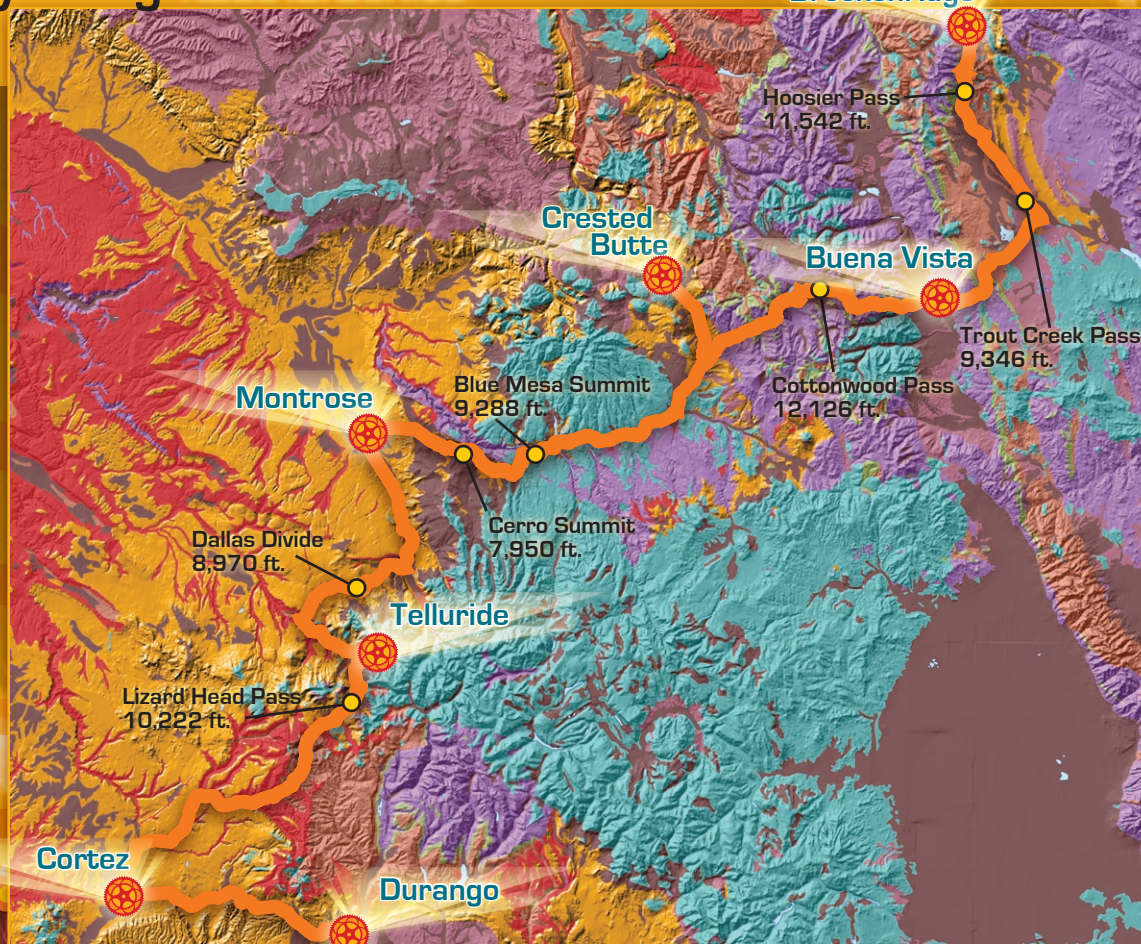 Hoosier Pass
11,542 ft.
Crested
Butte
Buena Vista
Trout Creek Pass
9,346 ft.
Blue Mesa Summit
9,288 ft.
Cottonwood Pass
12,126 ft.
Montrose
Cerro Summit
7,950 ft.
Dallas Divide
8,970 ft.
Telluride
Lizard Head Pass
10,222 ft.
Cortez
Durango